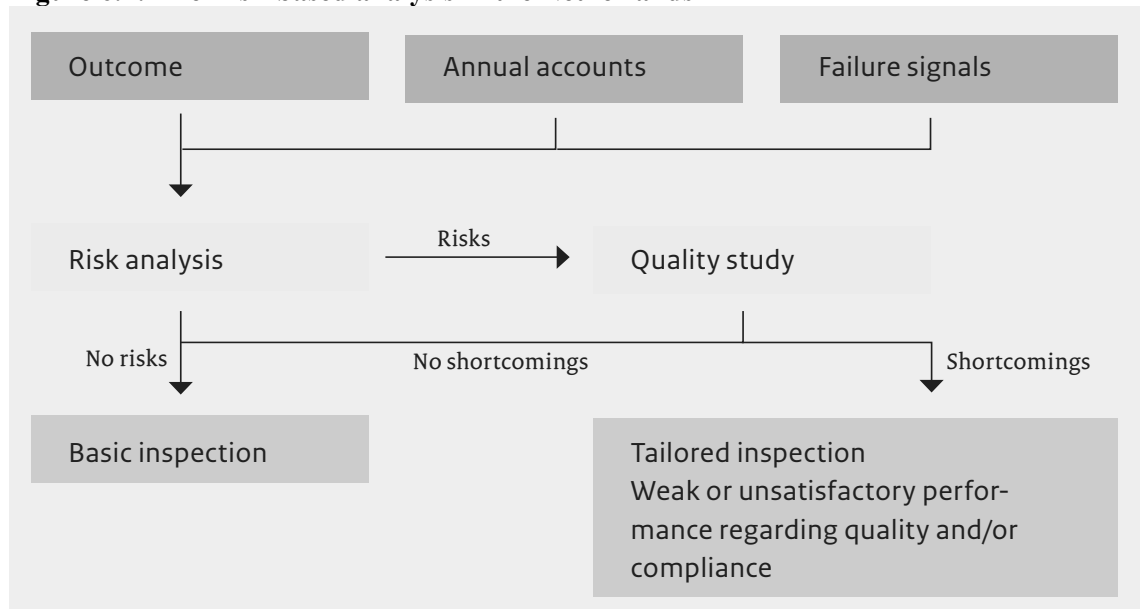 Outcome
Annual accounts
Failure signals
Risks
Risk analysis
Quality study
No risks
No shortcomings
Shortcomings
Basic inspection
Tailored inspection
Weak or unsatisfactory perfor-
mance regarding quality and/or
compliance